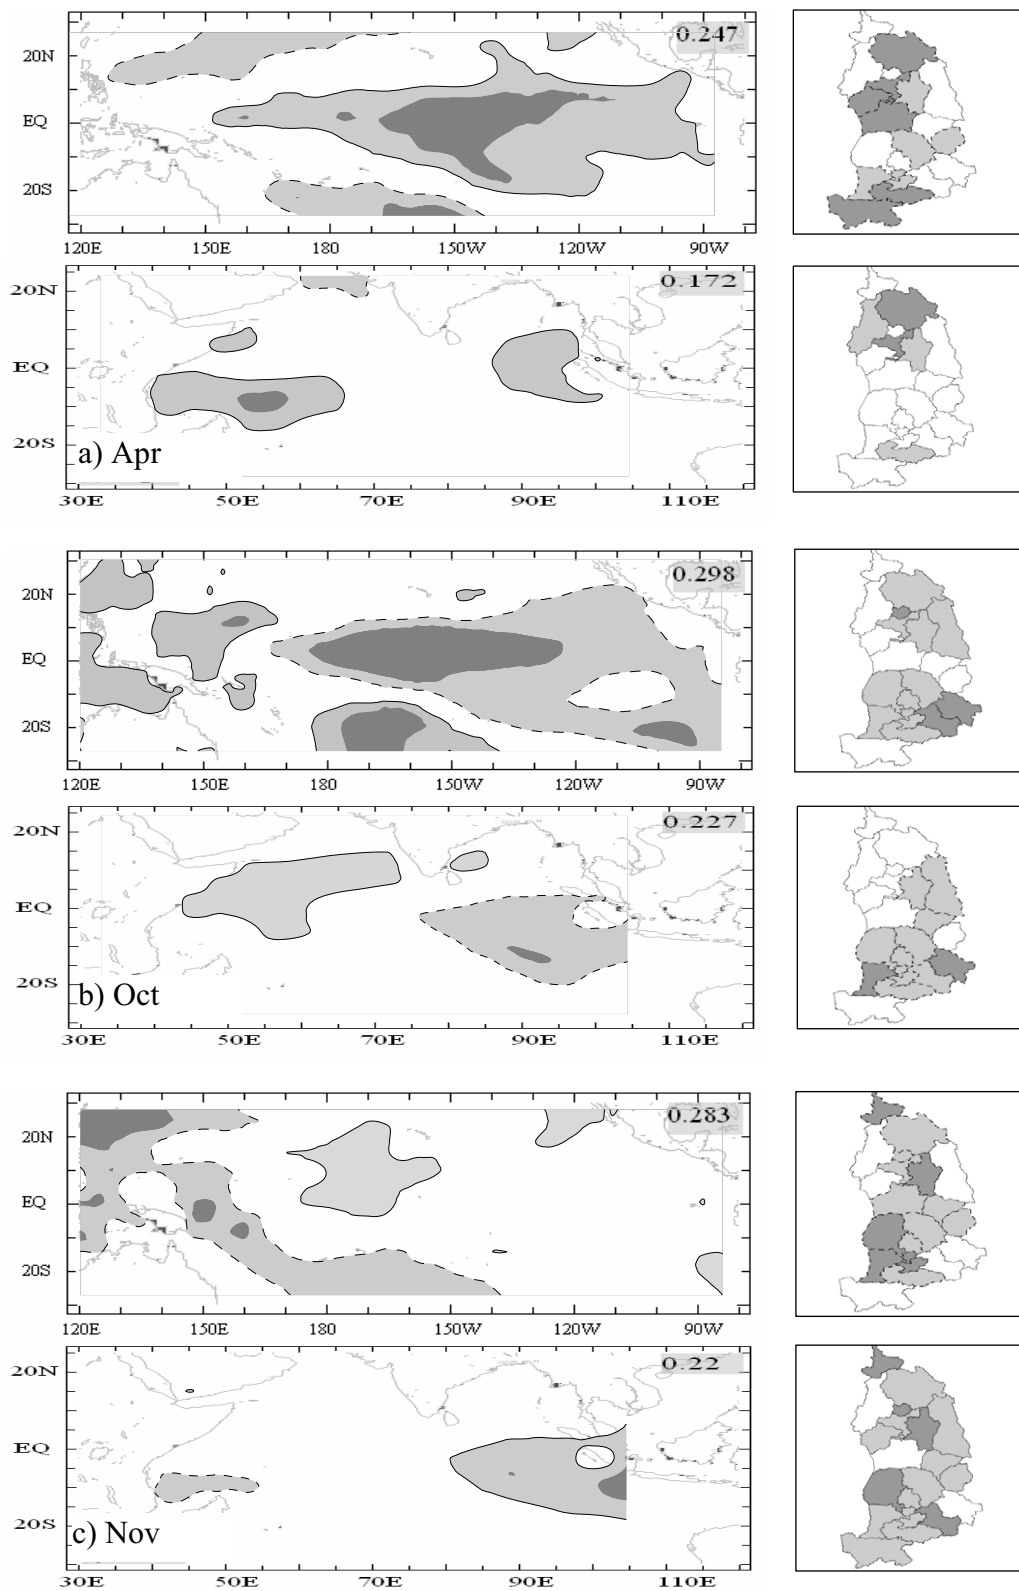 0.247
20N
EQ
20S
120E 150E 180 150W 120W 90W
0.172
20N
EQ
20S
a) Apr
30E 50E 70E 90E 110E
0.298
20N
EQ
20S
120E 150E 180 150W 120W 90W
0.227
20N
EQ
20S
b) Oct
30E 50E 70E 90E 110E
0.283
20N
EQ
20S
120E 150E 180 150W 120W 90W
0.22
20N
EQ
20S
c) Nov
30E 50E 70E 90E 110E